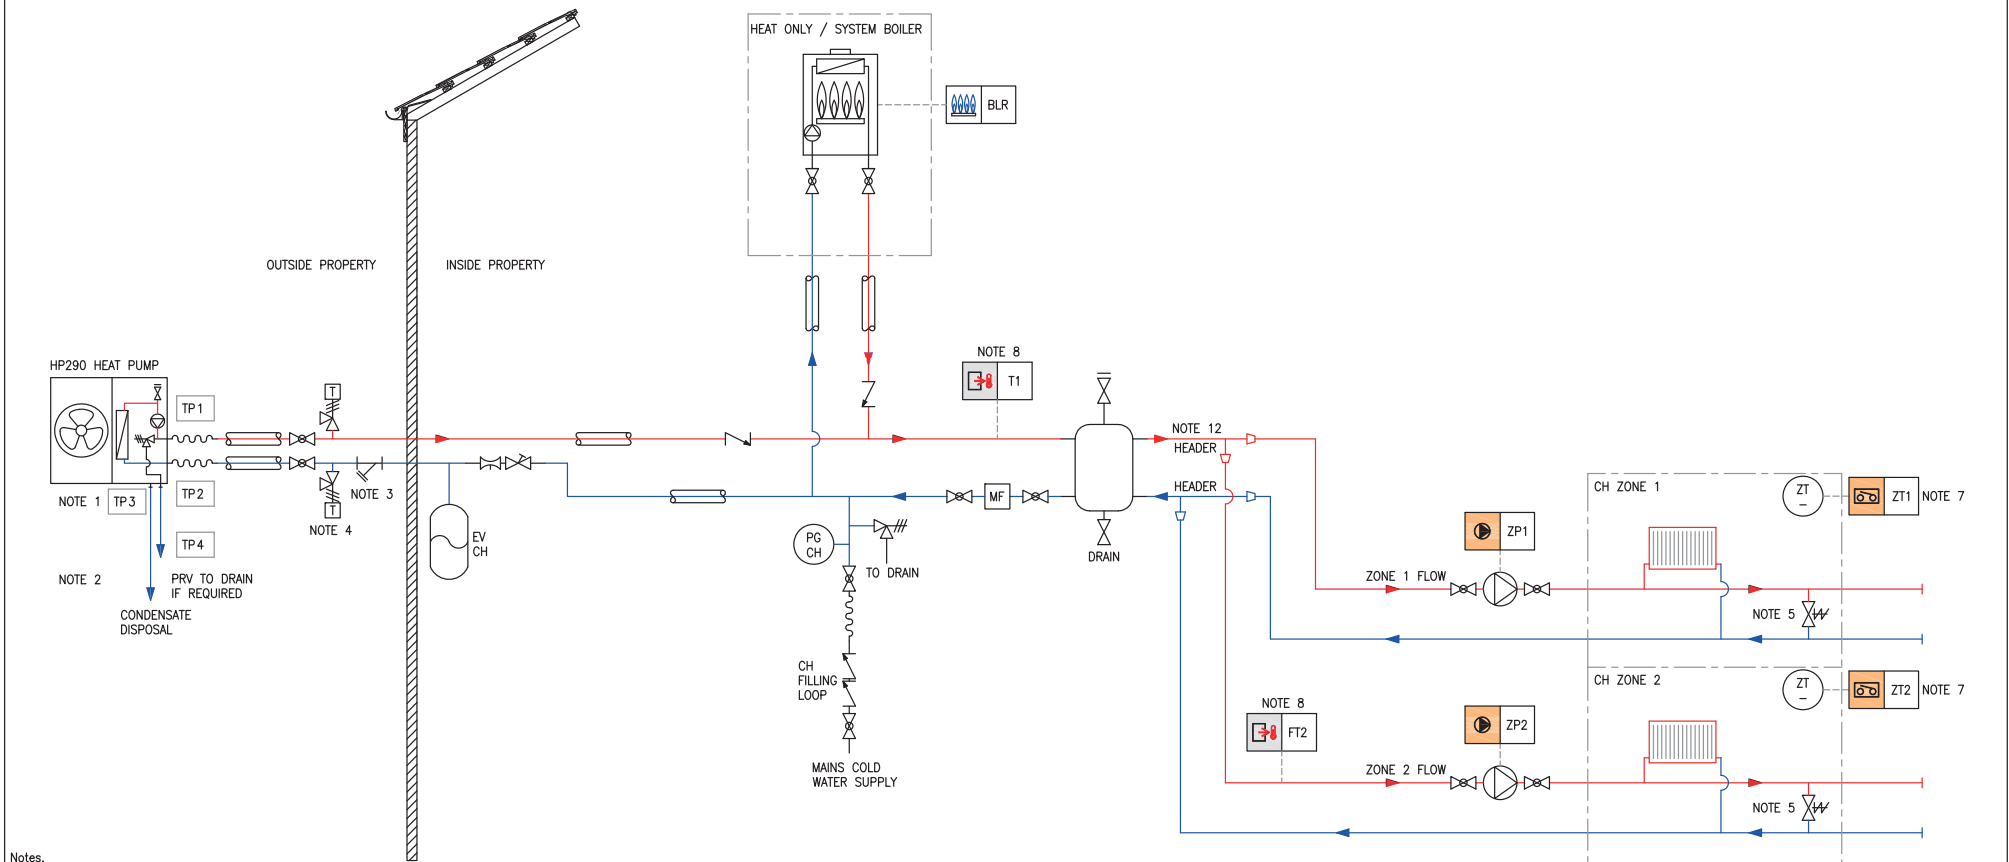 HEAT ONLY / SYSTEM BOILER
BLR
OUTSIDE PROPERTY
INSIDE PROPERTY
HP290 HEAT PUMP
TP1
TP2
TP3
TP4
NOTE 1
NOTE 2
PRV TO DRAIN
IF REQUIRED
CONDENSATE
DISPOSAL
T
T
NOTE 3
NOTE 4
EV
CH
NOTE 8
T1
MF
PG
CH
TO DRAIN
CH
FILLING
LOOP
MAINS COLD
WATER SUPPLY
DRAIN
NOTE 12
HEADER
HEADER
ZONE 1 FLOW
ZP1
CH ZONE 1
ZT
–
ZT1
NOTE 7
NOTE 5
NOTE 8
FT2
ZONE 2 FLOW
ZP2
CH ZONE 2
ZT
–
ZT2
NOTE 7
NOTE 5
Notes.